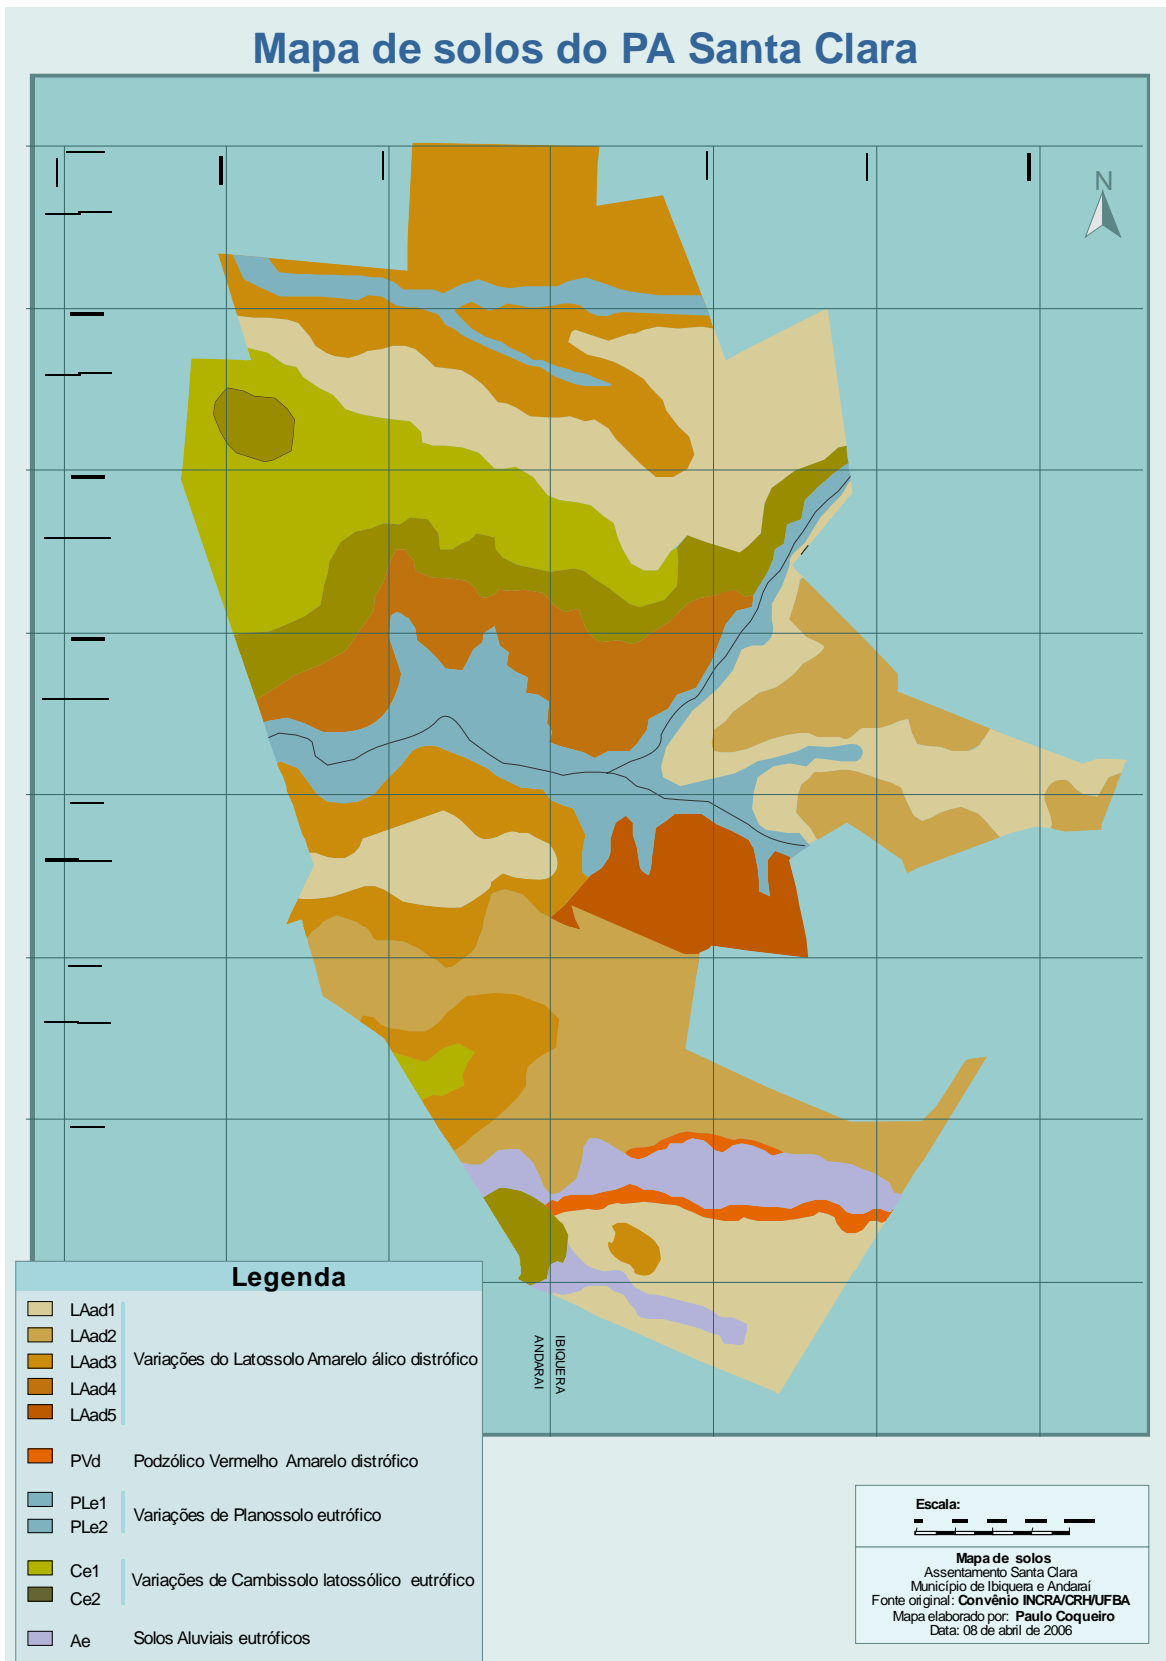 Mapa de solos do PA Santa Clara
N
IBIQUERA
ANDARAI
Legenda
LAad1
LAad2
LAad3
LAad4
LAad5
Variações do Latossolo Amarelo álico distrófico
PVd
Podzólico Vermelho Amarelo distrófico
PLe1
PLe2
Variações de Planossolo eutrófico
Ce1
Ce2
Variações de Cambissolo latossólico eutrófico
Ae
Solos Aluviais eutróficos
Escala:
Mapa de solos
Assentamento Santa Clara
Município de Ibiquera e Andaraí
Fonte original: Convênio INCRA/CRH/UFBA
Mapa elaborado por: Paulo Coqueiro
Data: 08 de abril de 2006